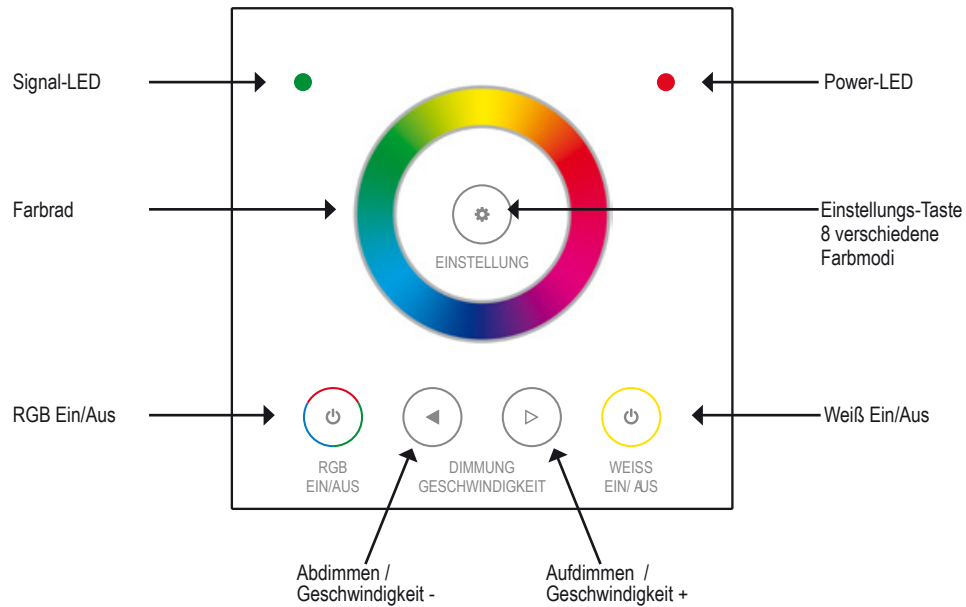 Signal-LED
Power-LED
Farbrad
Einstellungs-Taste
8 verschiedene
Farbmodi
EINSTELLUNG
RGB Ein/Aus
Weiß Ein/Aus
RGB
EIN/AUS
DIMMUNG
GESCHWINDIGKEIT
WEISS
EIN/ AUS
Abdimmen /
Geschwindigkeit -
Aufdimmen /
Geschwindigkeit +